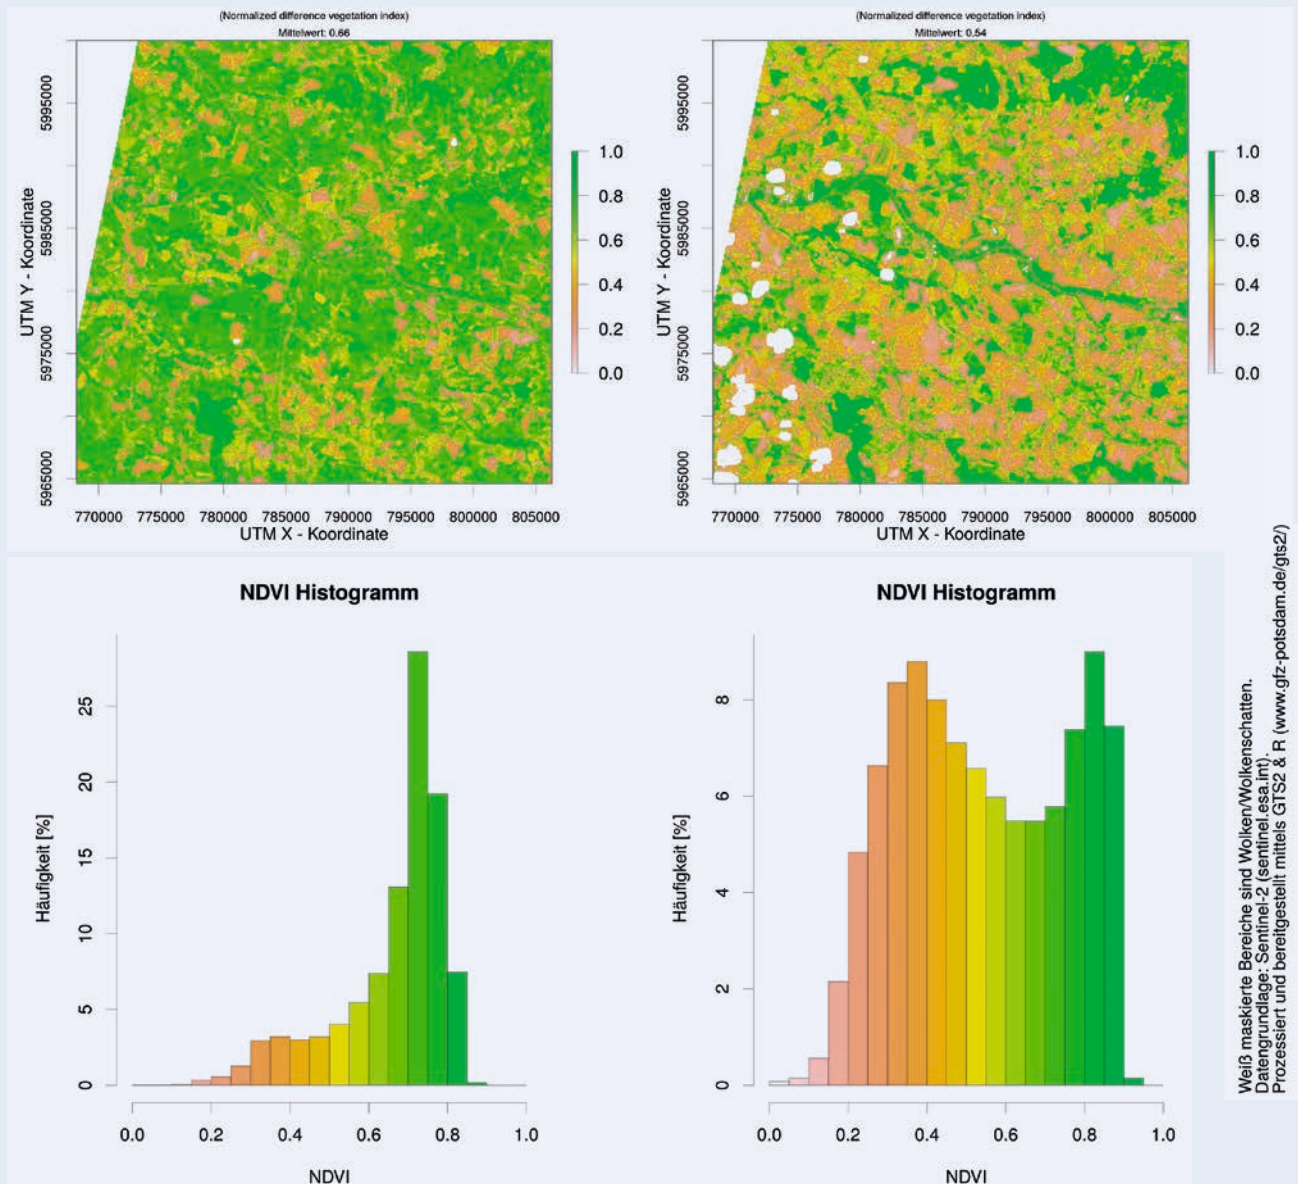 (Normalized difference vegetation index)
Mittelwert: 0.66
UTM Y - Koordinate
5995000
5985000
5975000
5965000
770000 775000 780000 785000 790000 795000 800000 805000
UTM X - Koordinate
1.0
0.8
0.6
0.4
0.2
0.0
(Normalized difference vegetation index)
Mittelwert: 0.54
UTM Y - Koordinate
5995000
5985000
5975000
5965000
770000 775000 780000 785000 790000 795000 800000 805000
UTM X - Koordinate
1.0
0.8
0.6
0.4
0.2
0.0
NDVI Histogramm
Häufigkeit [%]
25
20
15
10
5
0
0.0 0.2 0.4 0.6 0.8 1.0
NDVI
NDVI Histogramm
Häufigkeit [%]
8
6
4
2
0
0.0 0.2 0.4 0.6 0.8 1.0
NDVI
Weiß maskierte Bereiche sind Wolken/Wolkenschatten.
Datengrundlage: Sentinel-2 (sentinel.esa.int).
Prozessiert und bereitgestellt mittels GTS2 & R (www.gfz-potsdam.de/gts2/)